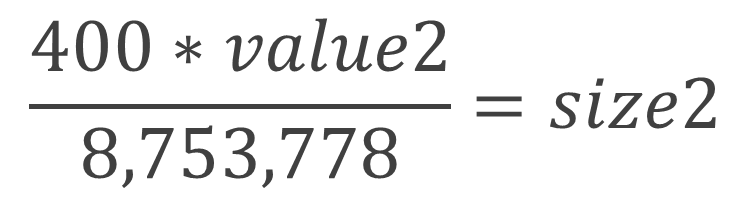 400 * value2
= size2
8,753,778